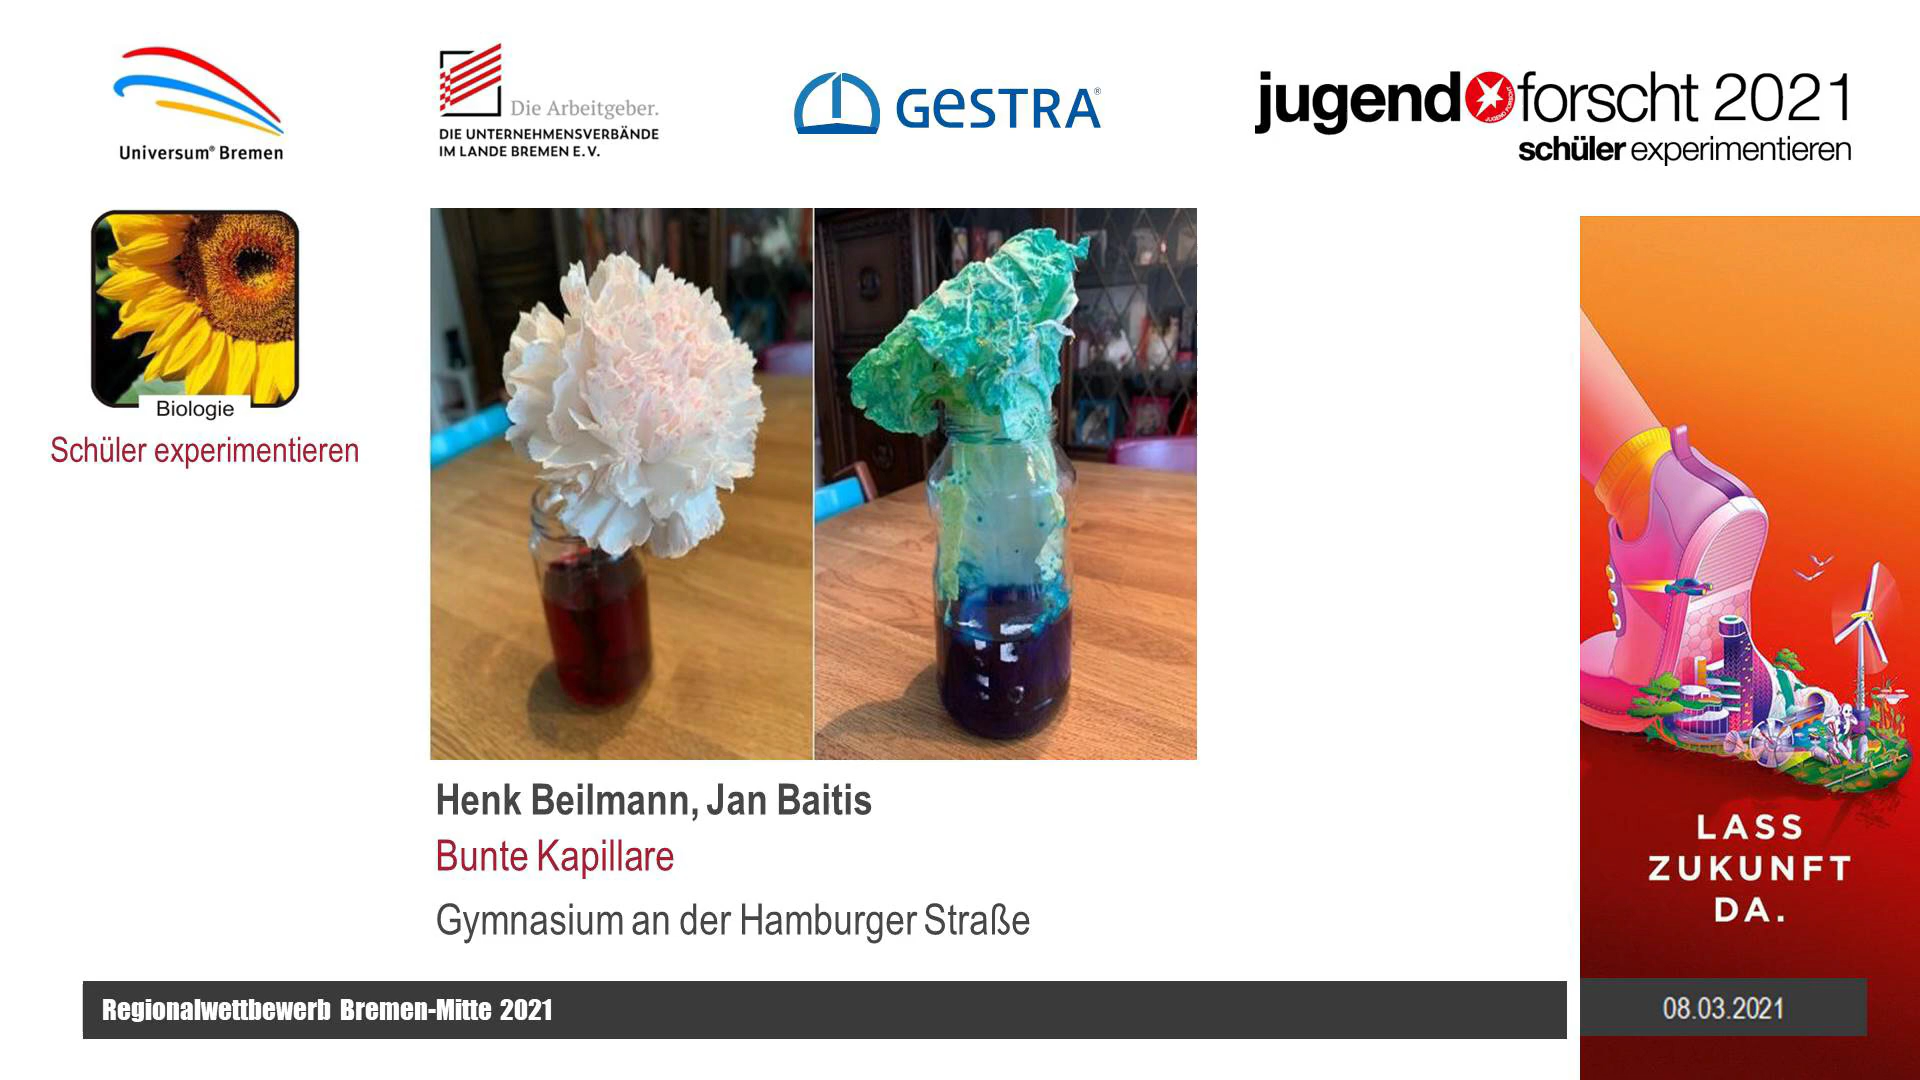 Universum® Bremen
Die Arbeitgeber.
DIE UNTERNEHMENSVERBÄNDE
IM LANDE BREMEN E.V.
GESTRA®
jugend forscht 2021
JUGEND FORSCHT
schüler experimentieren
Biologie
Schüler experimentieren
Henk Beilmann, Jan Baitis
Bunte Kapillare
Gymnasium an der Hamburger Straße
LASS
ZUKUNFT
DA.
Regionalwettbewerb Bremen-Mitte 2021
08.03.2021